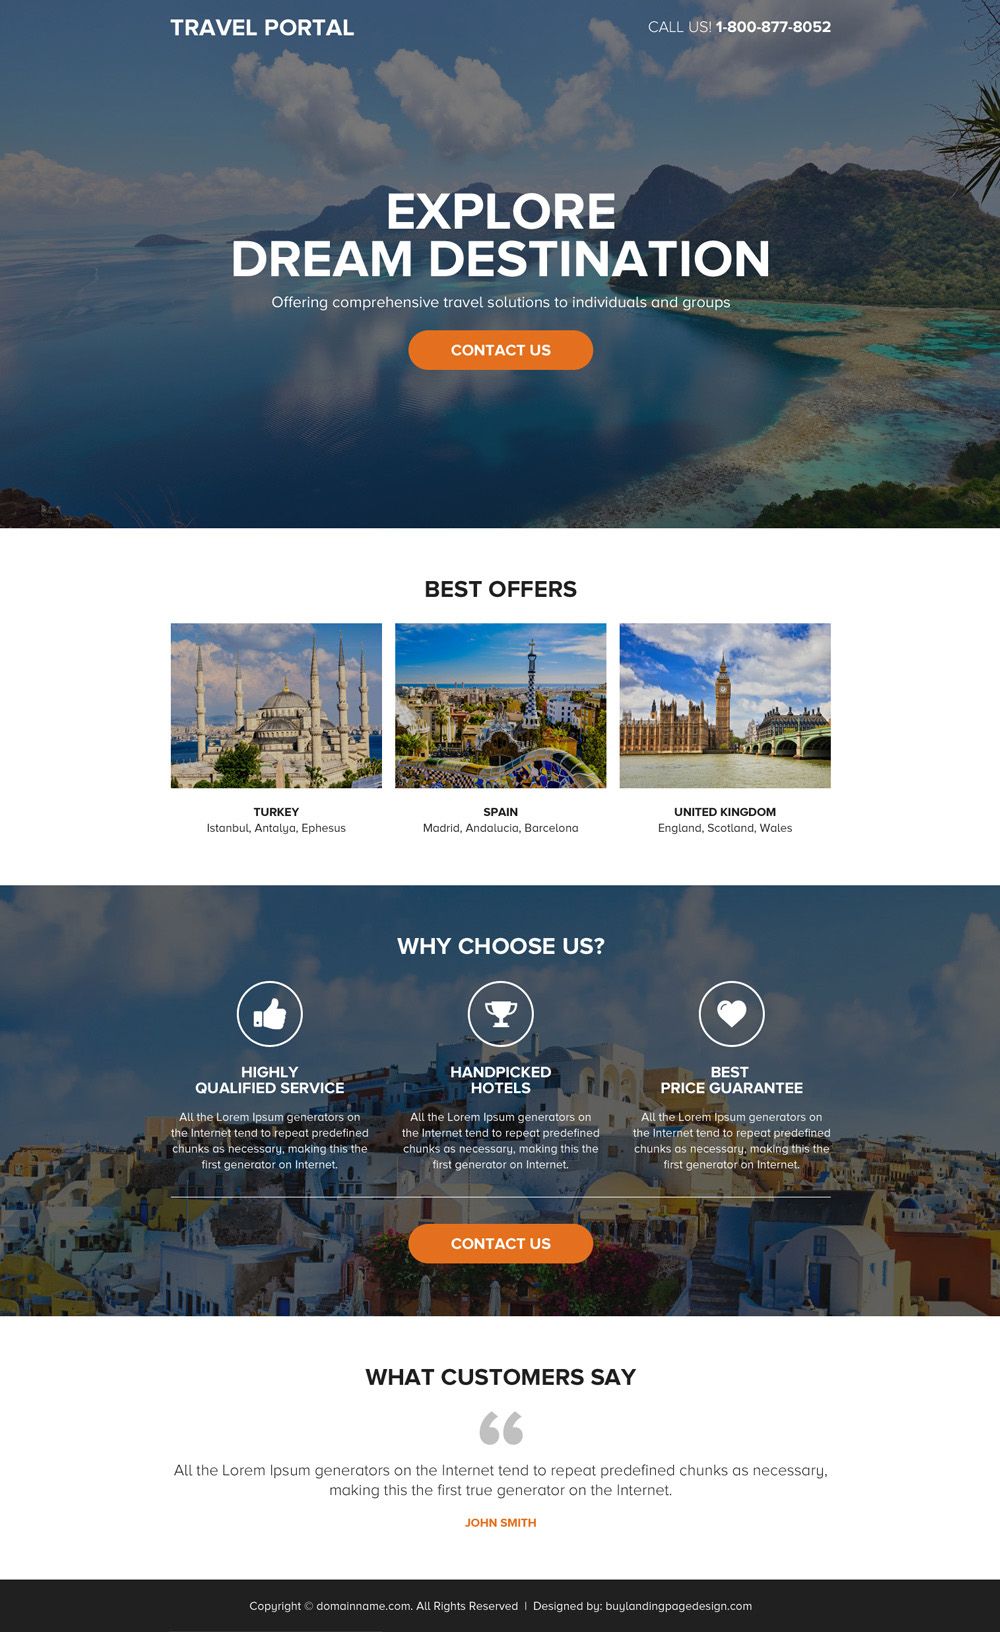 TRAVEL PORTAL
CALL US! 1-800-877-8052
EXPLORE
DREAM DESTINATION
Offering comprehensive travel solutions to individuals and groups
CONTACT US
BEST OFFERS
TURKEY
Istanbul, Antalya, Ephesus
SPAIN
Madrid, Andalucia, Barcelona
UNITED KINGDOM
England, Scotland, Wales
WHY CHOOSE US?
HIGHLY
QUALIFIED SERVICE
All the Lorem Ipsum generators on
the Internet tend to repeat predefined
chunks as necessary, making this the
first generator on Internet.
HANDPICKED
HOTELS
All the Lorem Ipsum generators on
the Internet tend to repeat predefined
chunks as necessary, making this the
first generator on Internet.
BEST
PRICE GUARANTEE
All the Lorem Ipsum generators on
the Internet tend to repeat predefined
chunks as necessary, making this the
first generator on Internet.
CONTACT US
WHAT CUSTOMERS SAY
“
All the Lorem Ipsum generators on the Internet tend to repeat predefined chunks as necessary,
making this the first true generator on the Internet.
JOHN SMITH
Copyright © domainname.com. All Rights Reserved | Designed by: buylandingpagedesign.com